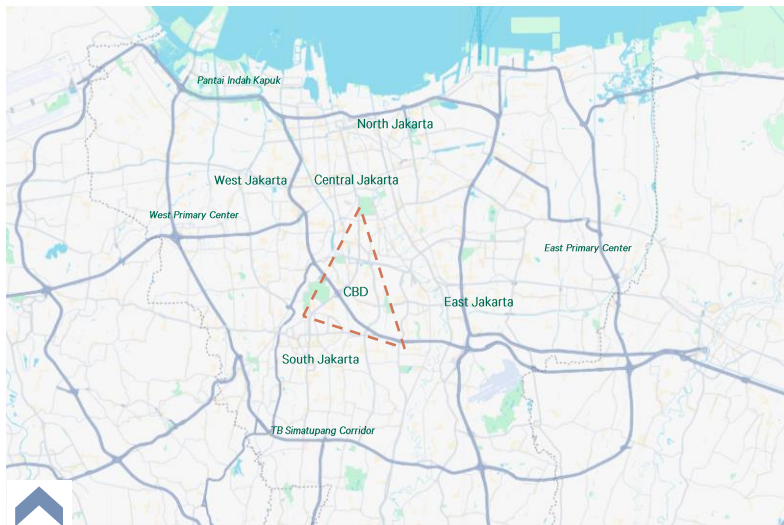 Pantai Indah Kapuk
North Jakarta
West Jakarta
Central Jakarta
West Primary Center
East Primary Center
CBD
East Jakarta
South Jakarta
TB Simatupang Corridor